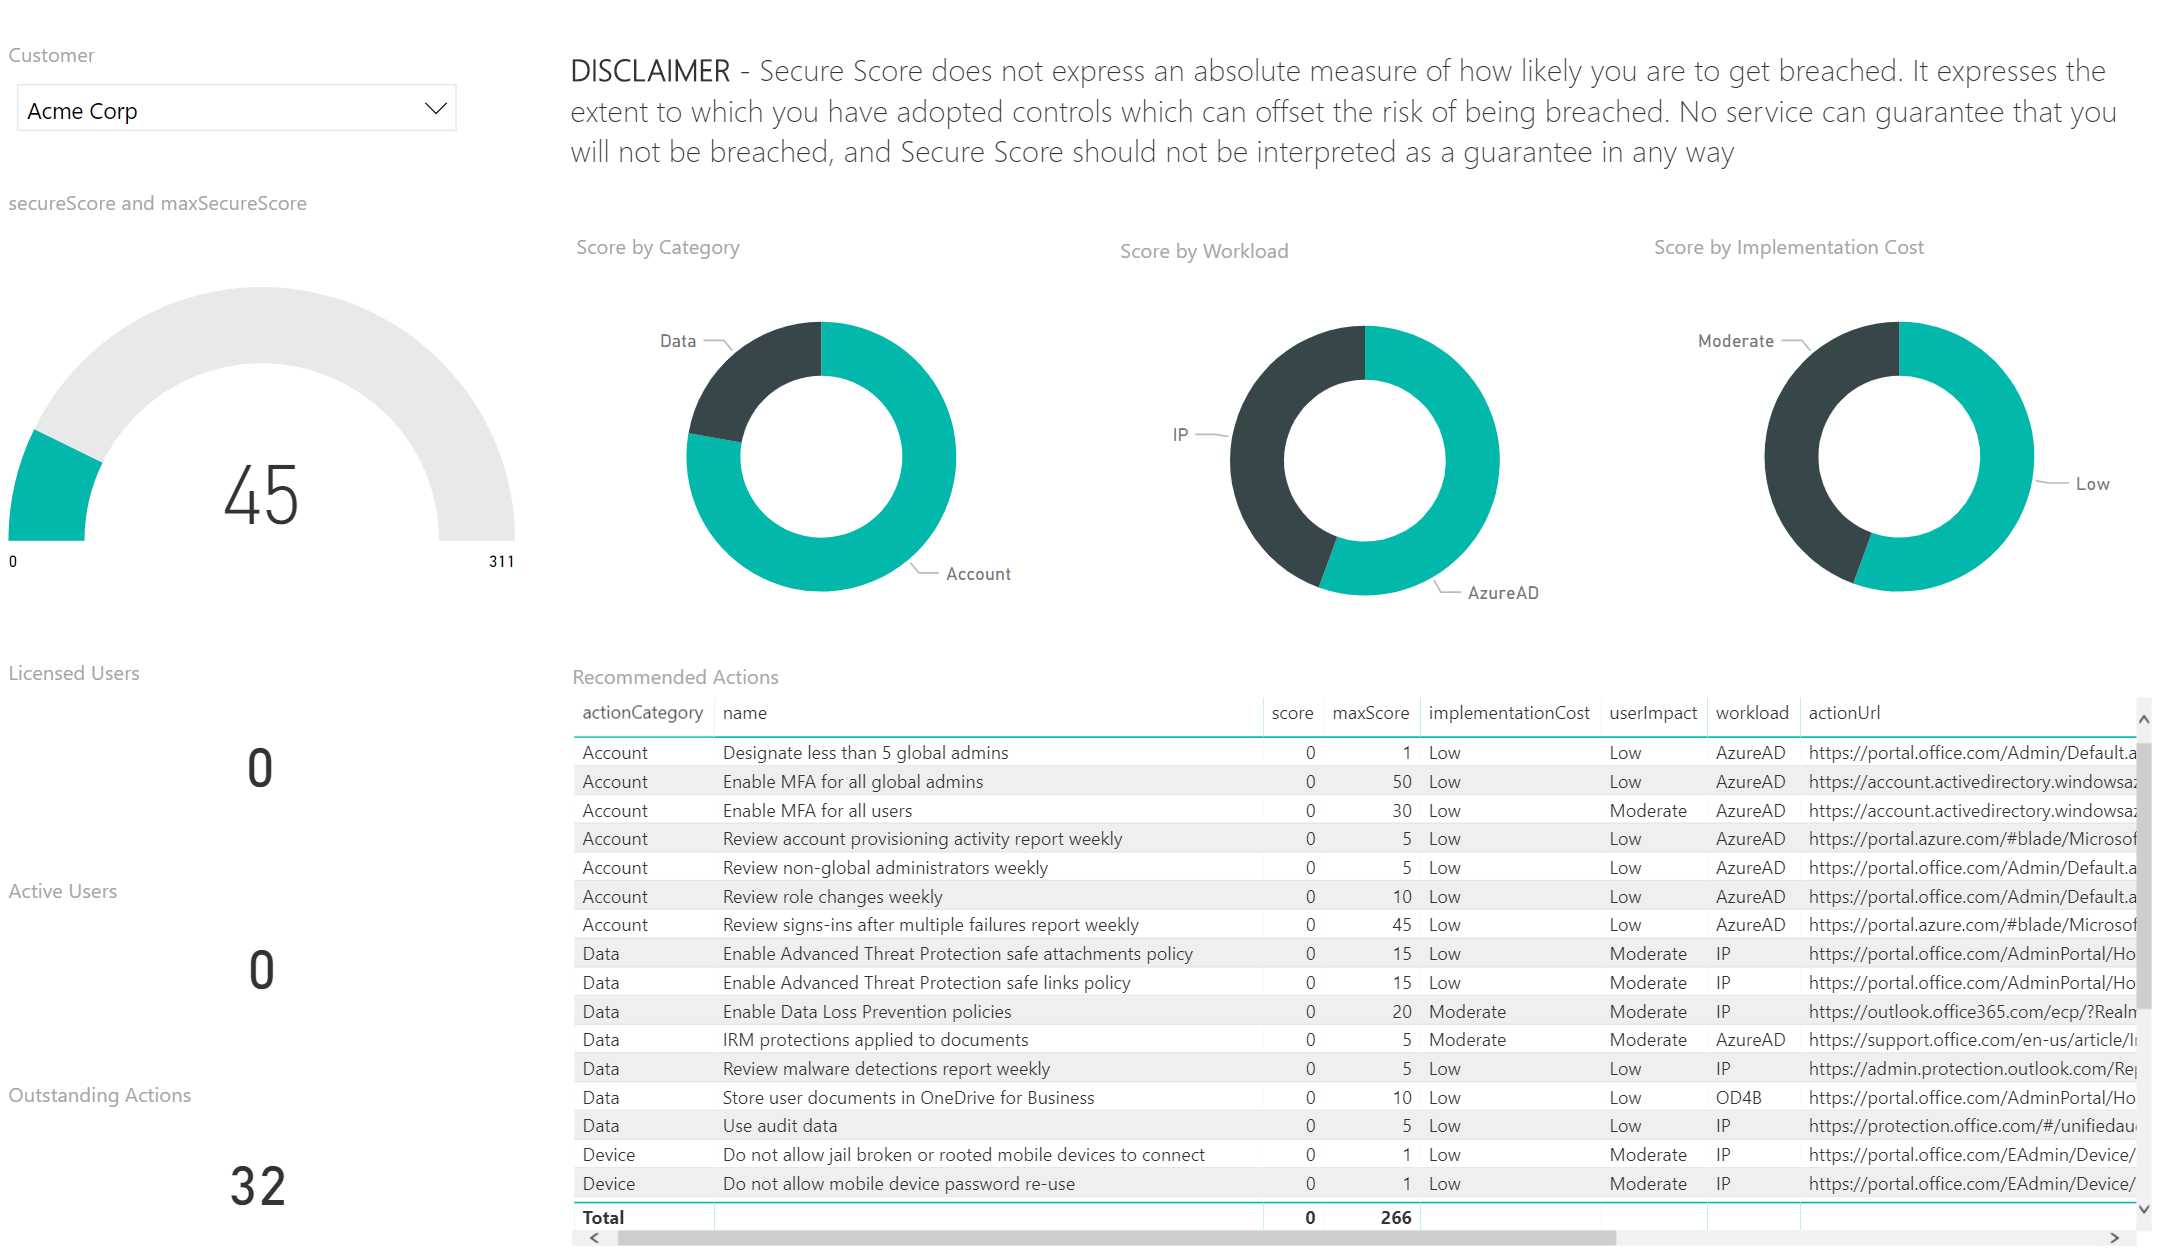 Customer
Acme Corp
DISCLAIMER - Secure Score does not express an absolute measure of how likely you are to get breached. It expresses the
extent to which you have adopted controls which can offset the risk of being breached. No service can guarantee that you
will not be breached, and Secure Score should not be interpreted as a guarantee in any way
secureScore and maxSecureScore
45
0
311
Score by Category
Data
Account
Score by Workload
IP
AzureAD
Score by Implementation Cost
Moderate
Low
Licensed Users
0
Active Users
0
Outstanding Actions
32
Recommended Actions
actionCategory name score maxScore implementationCost userImpact workload actionUrl
Account Designate less than 5 global admins 0 1 Low Low AzureAD https://portal.office.com/Admin/Default.a
Account Enable MFA for all global admins 0 50 Low Low AzureAD https://account.activedirectory.windowsaz
Account Enable MFA for all users 0 30 Low Moderate AzureAD https://account.activedirectory.windowsaz
Account Review account provisioning activity report weekly 0 5 Low Low AzureAD https://portal.azure.com/#blade/Microsof
Account Review non-global administrators weekly 0 5 Low Low AzureAD https://portal.office.com/Admin/Default.a
Account Review role changes weekly 0 10 Low Low AzureAD https://portal.office.com/Admin/Default.a
Account Review signs-ins after multiple failures report weekly 0 45 Low Low AzureAD https://portal.azure.com/#blade/Microsof
Data Enable Advanced Threat Protection safe attachments policy 0 15 Low Moderate IP https://portal.office.com/AdminPortal/Ho
Data Enable Advanced Threat Protection safe links policy 0 15 Low Moderate IP https://portal.office.com/AdminPortal/Ho
Data Enable Data Loss Prevention policies 0 20 Moderate Moderate IP https://outlook.office365.com/ecp/?Realm
Data IRM protections applied to documents 0 5 Moderate Moderate AzureAD https://support.office.com/en-us/article/I
Data Review malware detections report weekly 0 5 Low Low IP https://admin.protection.outlook.com/Rep
Data Store user documents in OneDrive for Business 0 10 Low Low OD4B https://portal.office.com/AdminPortal/Ho
Data Use audit data 0 5 Low Low IP https://protection.office.com/#/unifiedau
Device Do not allow jail broken or rooted mobile devices to connect 0 1 Low Moderate IP https://portal.office.com/EAdmin/Device/
Device Do not allow mobile device password re-use 0 1 Low Moderate IP https://portal.office.com/EAdmin/Device/
Total 0 266